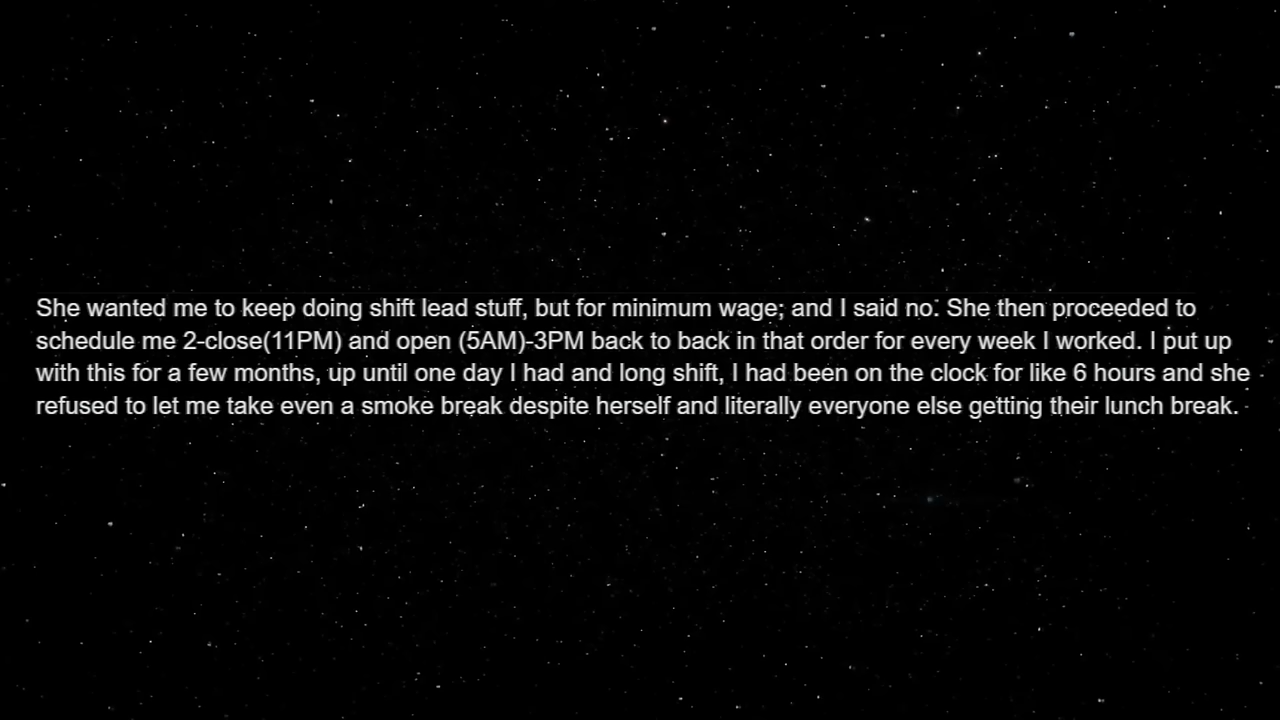 She wanted me to keep doing shift lead stuff, but for minimum wage; and I said no. She then proceeded to
schedule me 2-close(11PM) and open (5AM)-3PM back to back in that order for every week I worked. I put up
with this for a few months, up until one day I had and long shift, I had been on the clock for like 6 hours and she
refused to let me take even a smoke break despite herself and literally everyone else getting their lunch break.